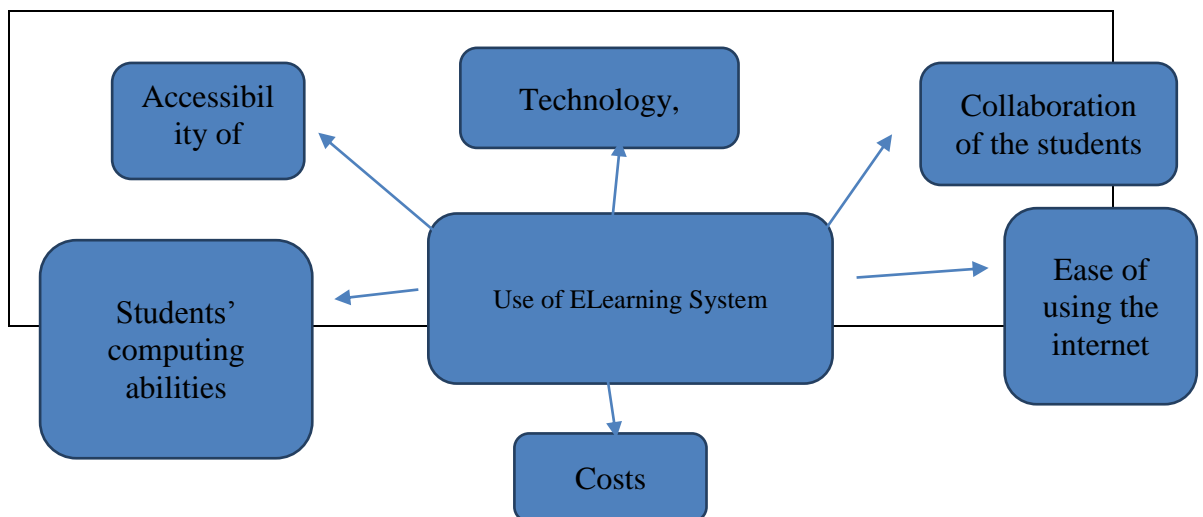 Accessibil
ity of
Technology,
Collaboration
of the students
Students’
computing
abilities
Use of ELearning System
Ease of
using the
internet
Costs